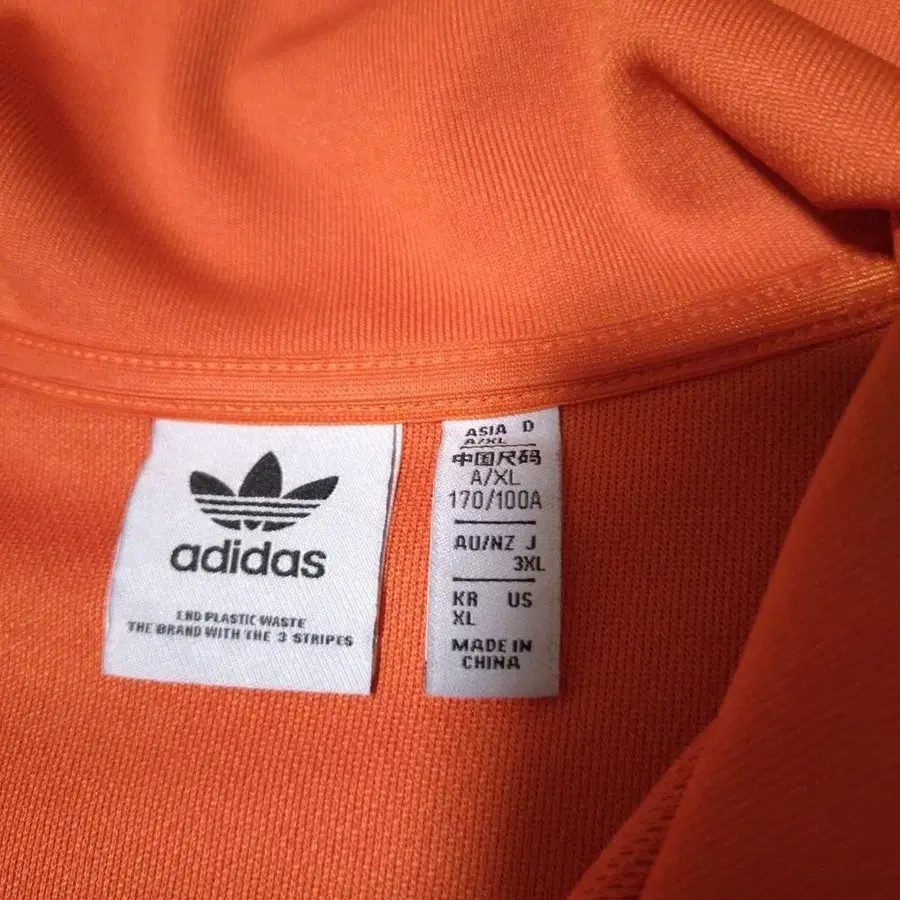 adidas
END PLASTIC WASTE
THE BRAND WITH THE 3 STRIPES
ASIA D
A/XL
中国尺码
A/XL
170/100A
AU/NZ J
3XL
KR US
XL
MADE IN
CHINA